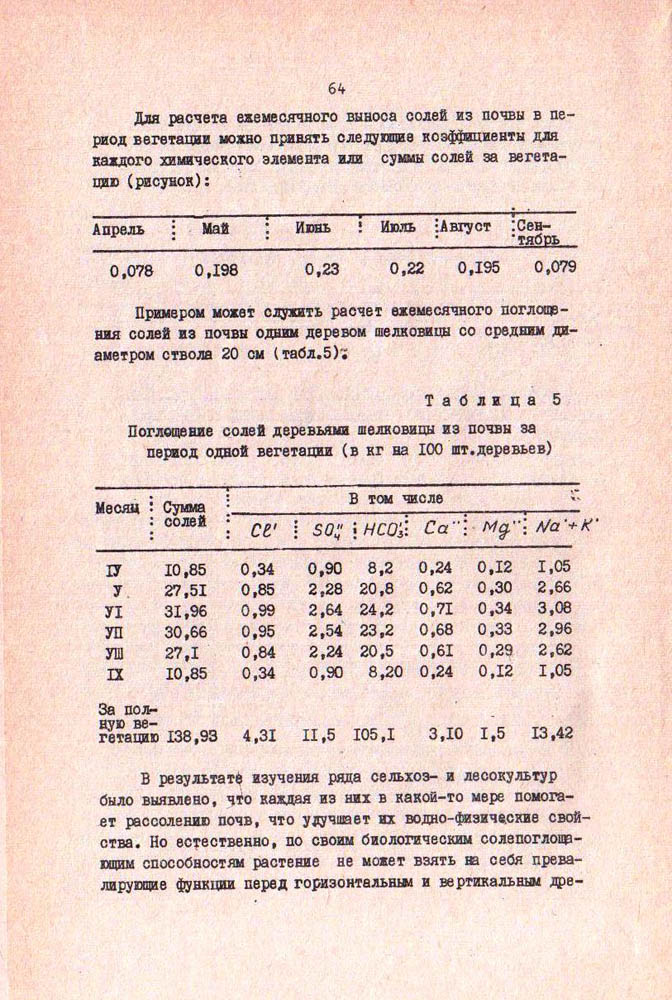 64
Для расчета ежемесячного выноса солей из почвы в пе-
риод вегетации можно принять следующие коэффициенты для
каждого химического элемента или суммы солей за вегета-
цию (рисунок):
Апрель : Май : Июнь : Июль : Август : Сен-
тябрь
0,078 0,198 0,23 0,22 0,195 0,079
Примером может служить расчет ежемесячного поглоще-
ния солей из почвы одним деревом шелковицы со средним ди-
аметром ствола 20 см (табл.5):
Таблица 5
Поглощение солей деревьями шелковицы из почвы за
период одной вегетации (в кг на 100 шт.деревьев)
Месяц : Сумма солей : В том числе
Cl' : SO₄'' : HCO₃' : Ca'' : Mg'' : Na'+K'
IУ 10,85 0,34 0,90 8,2 0,24 0,12 1,05
У 27,51 0,85 2,28 20,8 0,62 0,30 2,66
УI 31,96 0,99 2,64 24,2 0,71 0,34 3,08
УП 30,66 0,95 2,54 23,2 0,68 0,33 2,96
УШ 27,1 0,84 2,24 20,5 0,61 0,29 2,62
IX 10,85 0,34 0,90 8,20 0,24 0,12 1,05
За пол-
ную ве-
гетацию 138,93 4,31 11,5 105,1 3,10 1,5 13,42
В результате изучения ряда сельхоз- и лесокультур
было выявлено, что каждая из них в какой-то мере помога-
ет рассолению почв, что улучшает их водно-физические свой-
ства. Но естественно, по своим биологическим солепоглоща-
ющим способностям растение не может взять на себя прева-
лирующие функции перед горизонтальным и вертикальным дре-